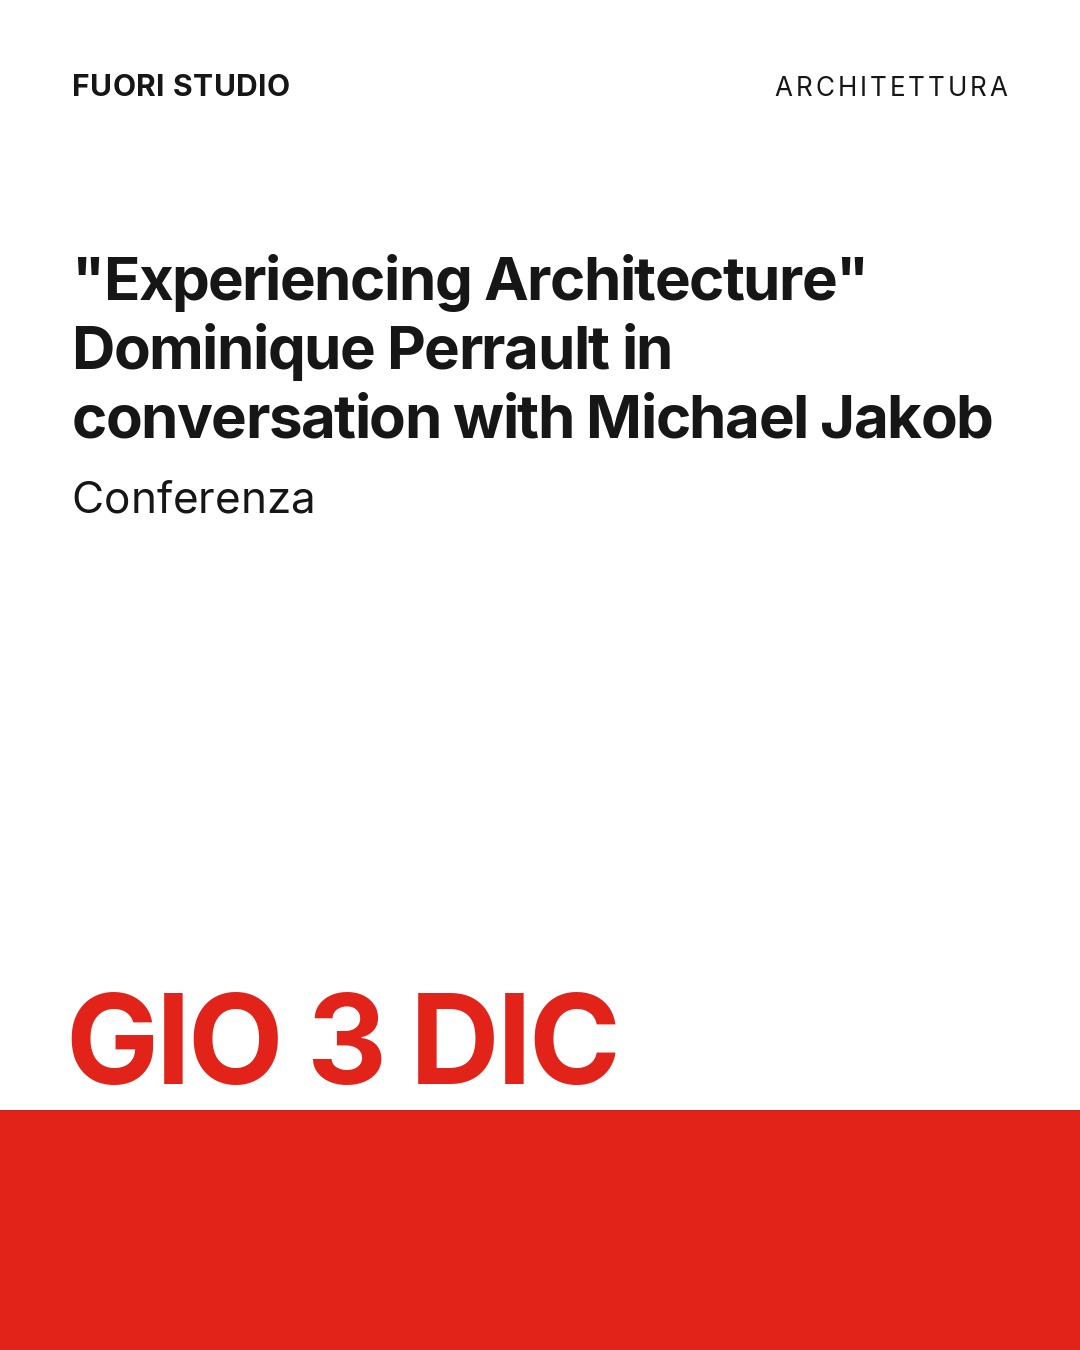 FUORI STUDIO
ARCHITETTURA
"Experiencing Architecture"
Dominique Perrault in
conversation with Michael Jakob
Conferenza
GIO 3 DIC